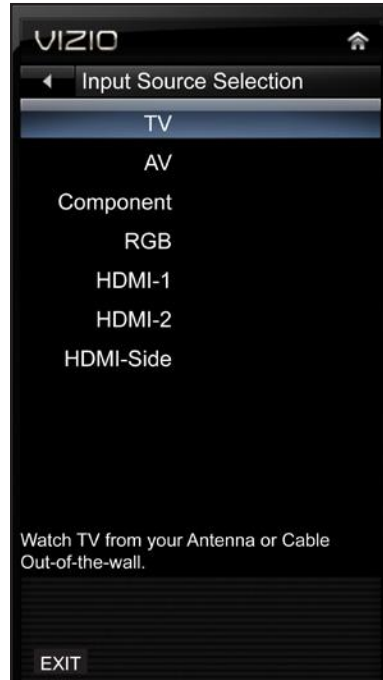 VIZIO
Input Source Selection
TV
AV
Component
RGB
HDMI-1
HDMI-2
HDMI-Side
Watch TV from your Antenna or Cable
Out-of-the-wall.
EXIT